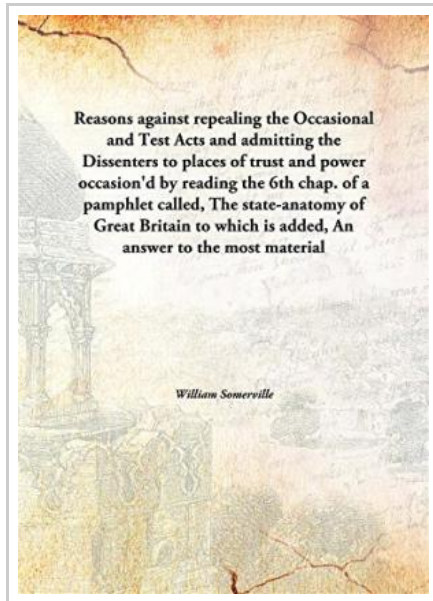 Reasons against repealing the Occasional
and Test Acts and admitting the
Dissenters to places of trust and power
occasion'd by reading the 6th chap. of a
pamphlet called, The state-anatomy of
Great Britain to which is added, An
answer to the most material
William Somerville